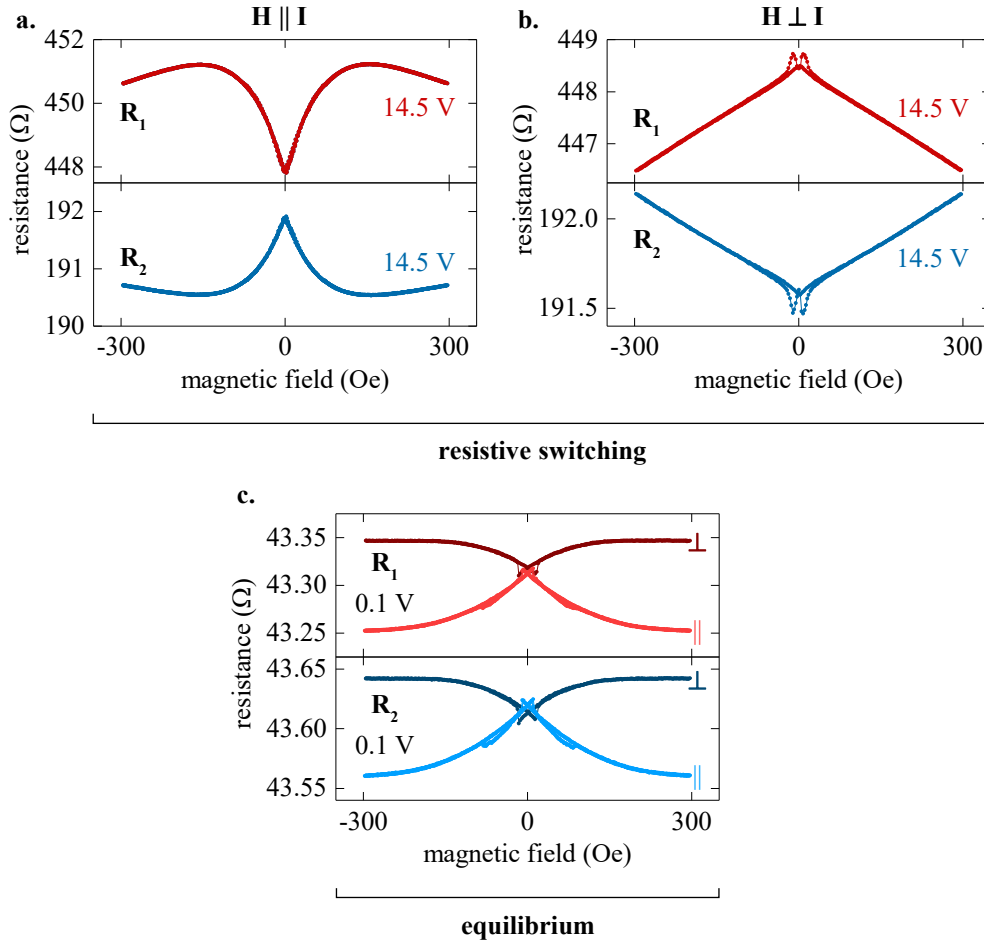 a.
H || I
452
450
448
R1
14.5 V
192
191
190
R2
14.5 V
resistance (Ω)
-300 0 300
magnetic field (Oe)
b.
H ⊥ I
449
448
447
R1
14.5 V
192.0
191.5
R2
14.5 V
resistance (Ω)
-300 0 300
magnetic field (Oe)
resistive switching
c.
43.35
43.30
43.25
R1
0.1 V
⊥
||
43.65
43.60
43.55
R2
0.1 V
⊥
||
resistance (Ω)
-300 0 300
magnetic field (Oe)
equilibrium